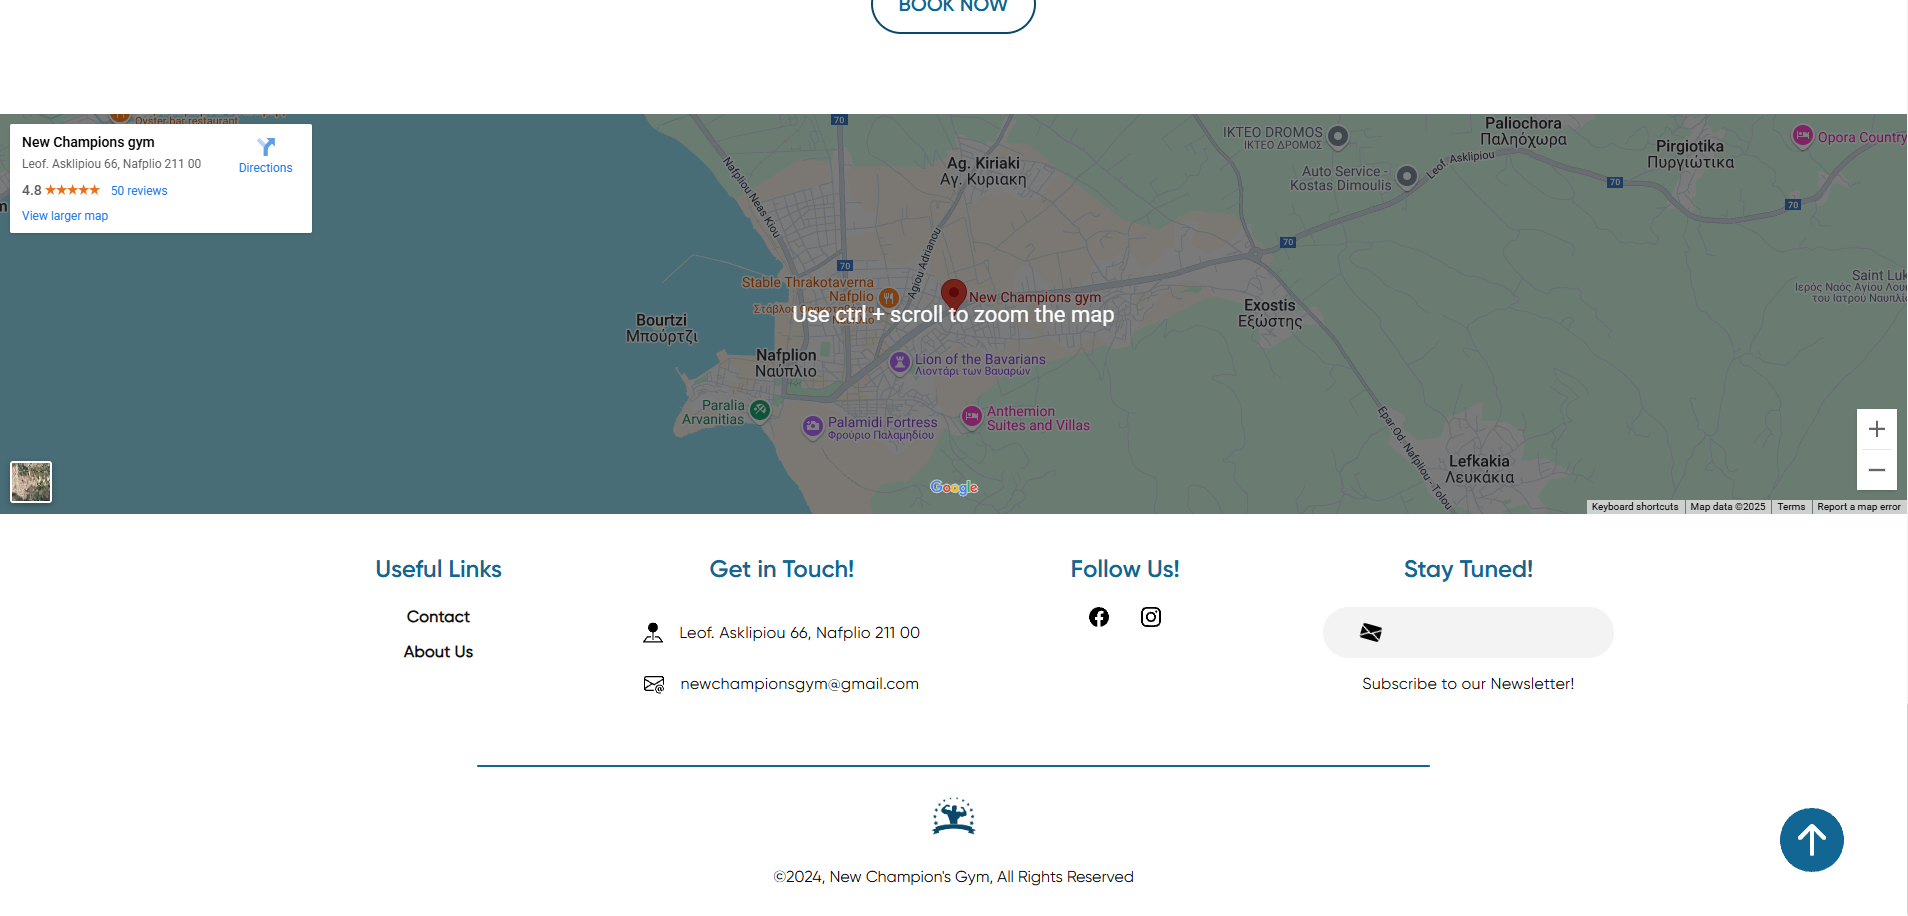 BOOK NOW
Oyster bar restaurant
New Champions gym
Leof. Asklipiou 66, Nafplio 211 00
4.8
50 reviews
View larger map
Directions
70
Nafpliou Neas Kiou
Ag. Kiriaki
Αγ. Κυριακη
IKTEO DROMOS
ΙΚΤΕΟ ΔΡΟΜΟΣ
Auto Service -
Kostas Dimoulis
Leof. Asklipiou
Paliochora
Παληόχωρα
Pirgiotika
Πυργιώτικα
Opora Country
70
70
70
70
Agiou Adrianou
Stable Thrakotaverna
Nafplio
New Champions gym
Use ctrl + scroll to zoom the map
Bourtzi
Μπούρτζι
Exostis
Εξώστης
Saint Luk
Ιερός Ναός Αγίου Λου
του Ιατρού Ναυπλί
Nafplion
Ναύπλιο
Lion of the Bavarians
Λιοντάρι των Βαυαρών
Paralia
Arvanitias
Palamidi Fortress
Φρούριο Παλαμηδίου
Anthemion
Suites and Villas
Epar. Od. Nafpliou - Tolou
Lefkakia
Λευκάκια
Google
Keyboard shortcuts
Map data ©2025
Terms
Report a map error
Useful Links
Contact
About Us
Get in Touch!
Leof. Asklipiou 66, Nafplio 211 00
newchampionsgym@gmail.com
Follow Us!
Stay Tuned!
Subscribe to our Newsletter!
©2024, New Champion's Gym, All Rights Reserved